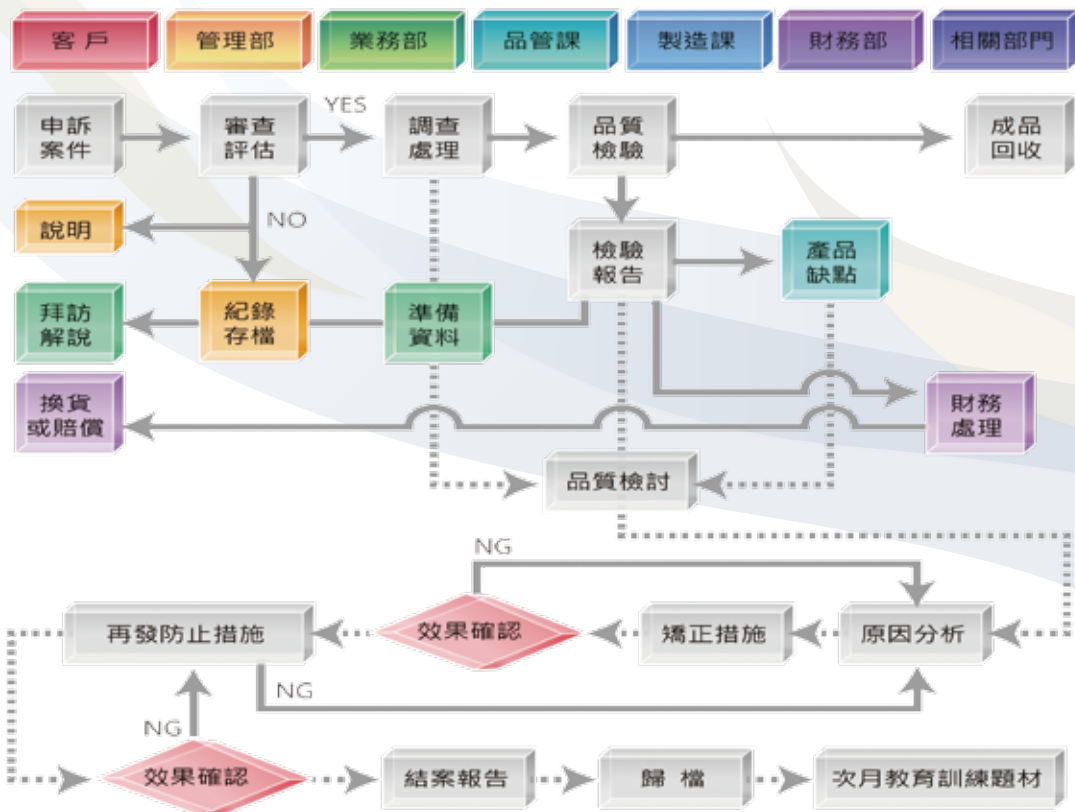 客戶
管理部
業務部
品管課
製造課
財務部
相關部門
申訴
案件
審查
評估
YES
調查
處理
品質
檢驗
成品
回收
說明
NO
檢驗
報告
產品
缺點
拜訪
解說
紀錄
存檔
準備
資料
換貨
或賠償
財務
處理
品質檢討
NG
再發防止措施
效果確認
矯正措施
原因分析
NG
NG
效果確認
結案報告
歸檔
次月教育訓練題材